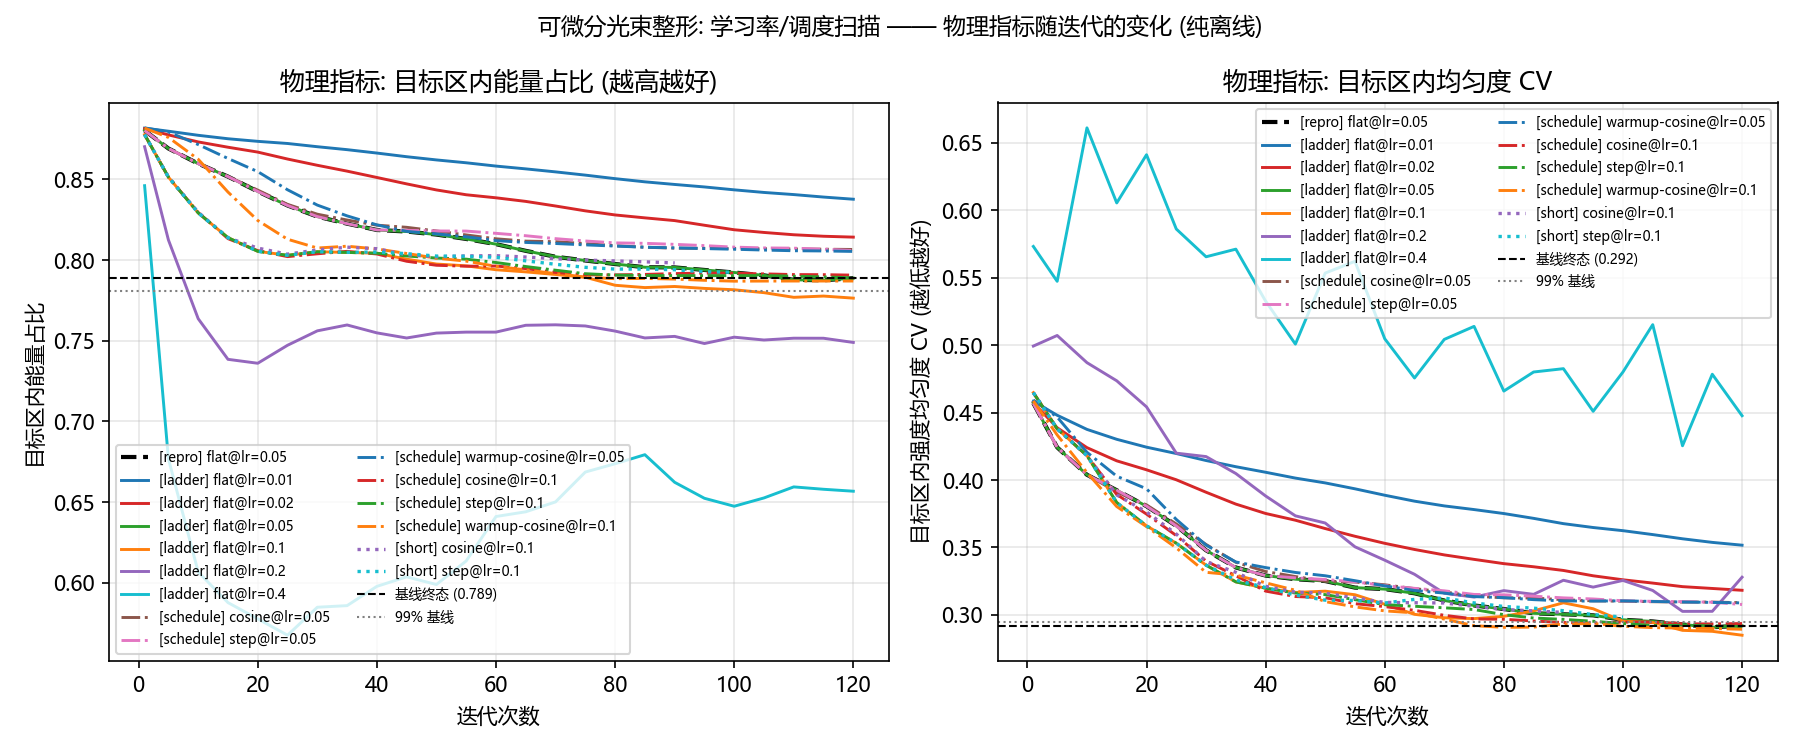 可微分光束整形: 学习率/调度扫描 —— 物理指标随迭代的变化 (纯离线)
物理指标: 目标区内能量占比 (越高越好)
目标区内能量占比
0.85
0.80
0.75
0.70
0.65
0.60
[repro] flat@lr=0.05
[ladder] flat@lr=0.01
[ladder] flat@lr=0.02
[ladder] flat@lr=0.05
[ladder] flat@lr=0.1
[ladder] flat@lr=0.2
[ladder] flat@lr=0.4
[schedule] cosine@lr=0.05
[schedule] step@lr=0.05
[schedule] warmup-cosine@lr=0.05
[schedule] cosine@lr=0.1
[schedule] step@lr=0.1
[schedule] warmup-cosine@lr=0.1
[short] cosine@lr=0.1
[short] step@lr=0.1
基线终态 (0.789)
99% 基线
0 20 40 60 80 100 120
迭代次数
物理指标: 目标区内均匀度 CV
目标区内强度均匀度 CV (越低越好)
0.65
0.60
0.55
0.50
0.45
0.40
0.35
0.30
[repro] flat@lr=0.05
[ladder] flat@lr=0.01
[ladder] flat@lr=0.02
[ladder] flat@lr=0.05
[ladder] flat@lr=0.1
[ladder] flat@lr=0.2
[ladder] flat@lr=0.4
[schedule] cosine@lr=0.05
[schedule] step@lr=0.05
[schedule] warmup-cosine@lr=0.05
[schedule] cosine@lr=0.1
[schedule] step@lr=0.1
[schedule] warmup-cosine@lr=0.1
[short] cosine@lr=0.1
[short] step@lr=0.1
基线终态 (0.292)
99% 基线
0 20 40 60 80 100 120
迭代次数